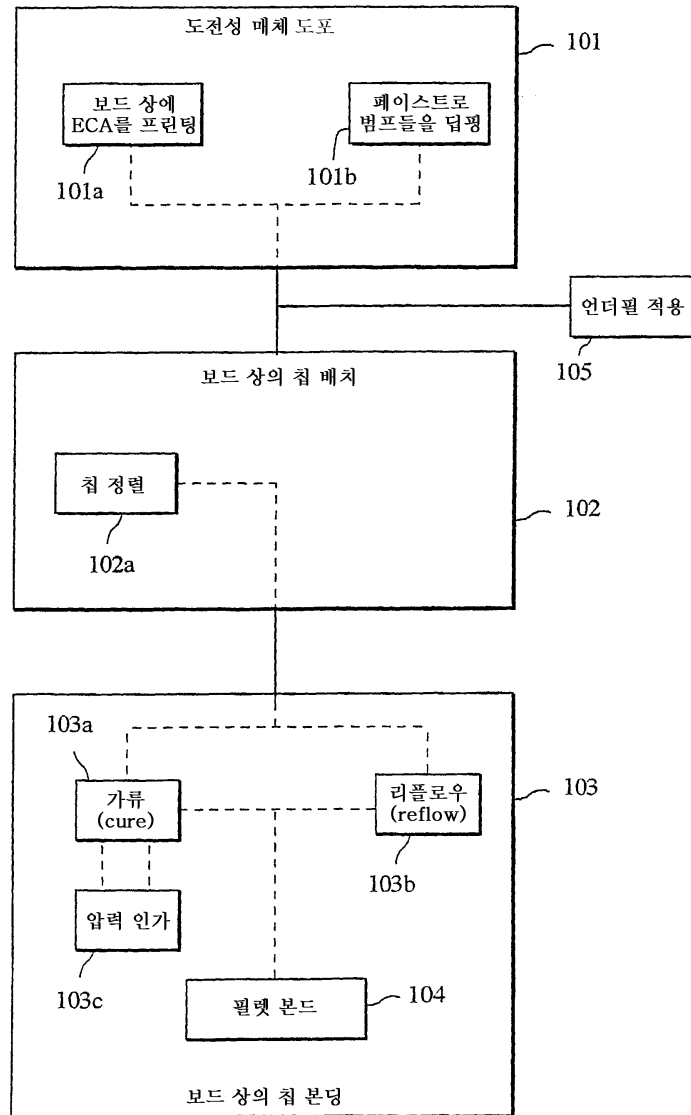 도전성 매체 도포
101
보드 상에
ECA를 프린팅
101a
페이스트로
범프들을 딥핑
101b
언더필 적용
105
보드 상의 칩 배치
칩 정렬
102a
102
103a
가류
(cure)
리플로우
(reflow)
103b
103
압력 인가
103c
필렛 본드
104
보드 상의 칩 본딩